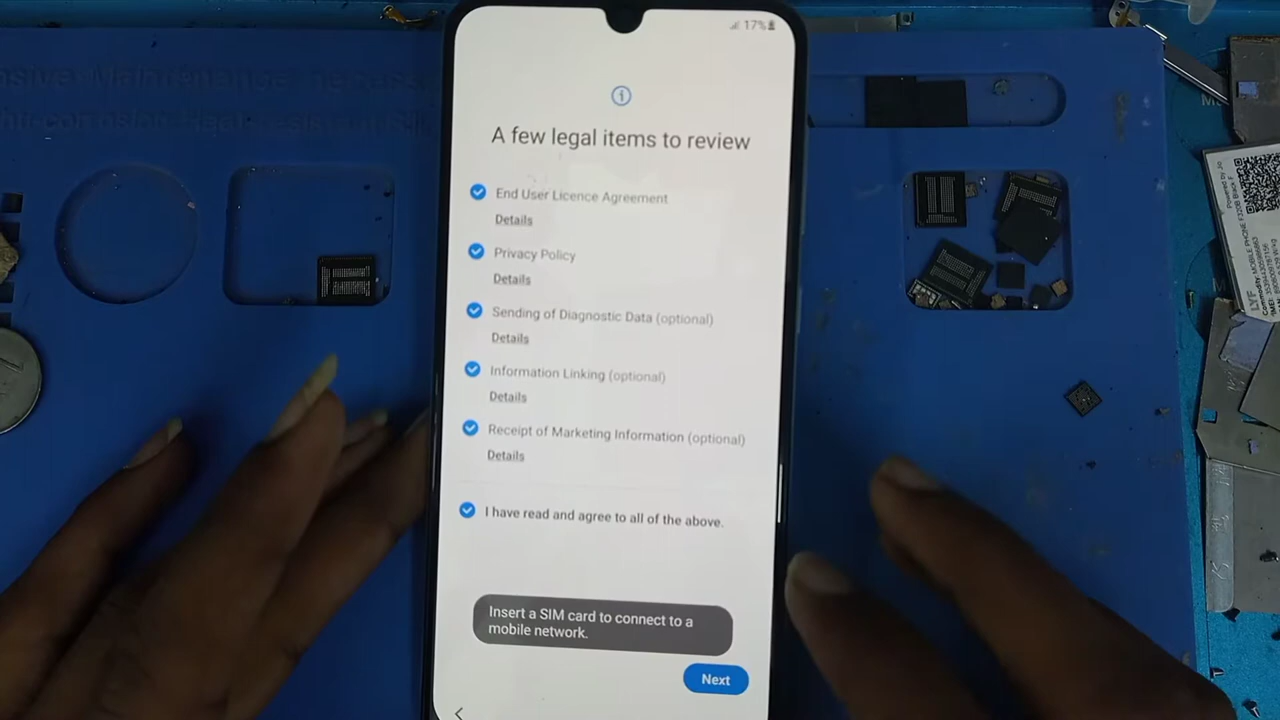 17%
A few legal items to review
End User Licence Agreement
Details
Privacy Policy
Details
Sending of Diagnostic Data (optional)
Details
Information Linking (optional)
Details
Receipt of Marketing Information (optional)
Details
I have read and agree to all of the above.
Insert a SIM card to connect to a
mobile network.
Next
LYF